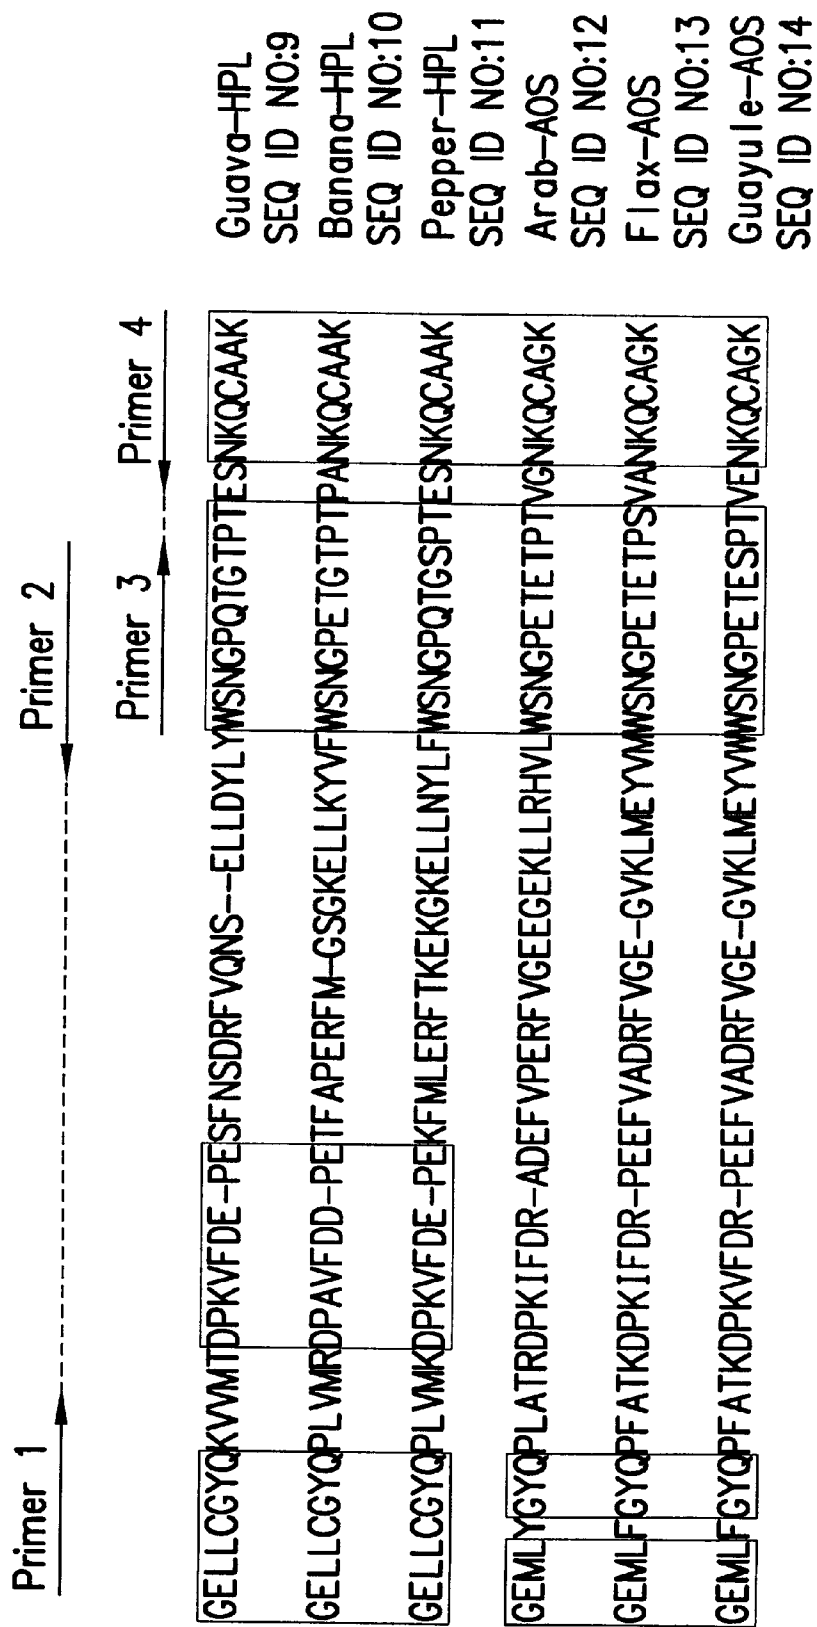 Primer 1 Primer 2
Primer 3 Primer 4
GELLCGYQKVVMTDPKVFDE-PESFNSDRFVQNS--ELLDYLYWSNGPQTGTPTESNKQCAAK Guava-HPL
SEQ ID NO:9
GELLCGYQPLVMRDPAVFDD-PETFAPERFM-GSGKELLKYVFWSNGPETGTPTPANKQCAAK Banana-HPL
SEQ ID NO:10
GELLCGYQPLVMKDPKVFDE-PEKFMLERFTKEKGKELLNYLFWSNGPQTGSPTESNKQCAAK Pepper-HPL
SEQ ID NO:11
GEMLYGYQPLATRDPKIFDR-ADEFVPERFVGEEGEKLLRHVLWSNGPETETPTVGNKQCAGK Arab-AOS
SEQ ID NO:12
GEMLFGYQPFATKDPKIFDR-PEEFVADRFVGE-GVKLMEYVMWSNGPETETPSVANKQCAGK Flax-AOS
SEQ ID NO:13
GEMLFGYQPFATKDPKVFDR-PEEFVADRFVGE-GVKLMEYVWWSNGPETESPTVENKQCAGK Guayule-AOS
SEQ ID NO:14